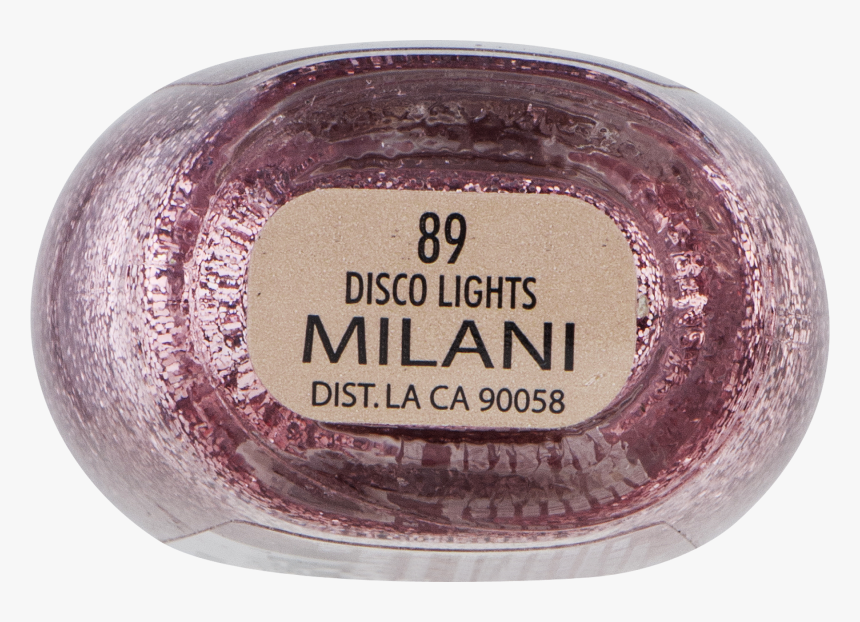 89
DISCO LIGHTS
MILANI
DIST. LA CA 90058